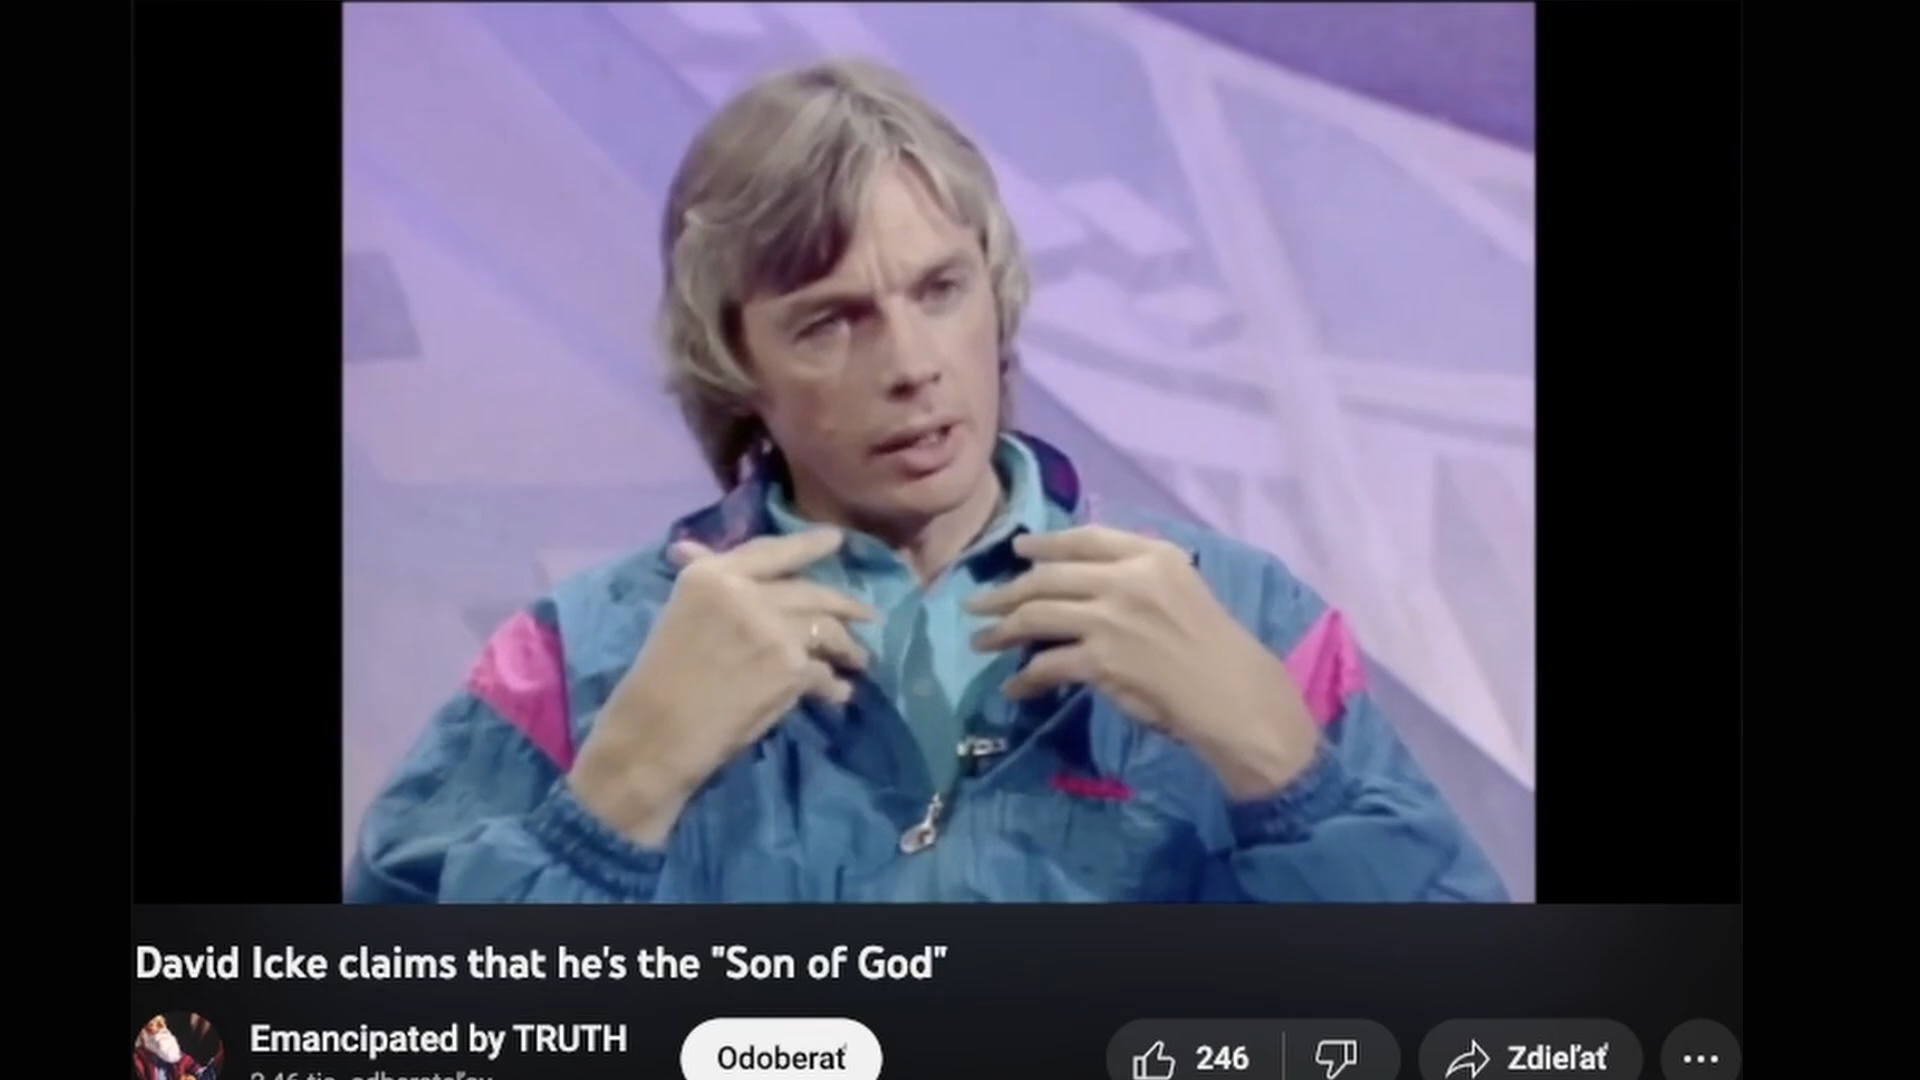 David Icke claims that he's the "Son of God"
Emancipated by TRUTH
Odoberať
246
Zdieľať